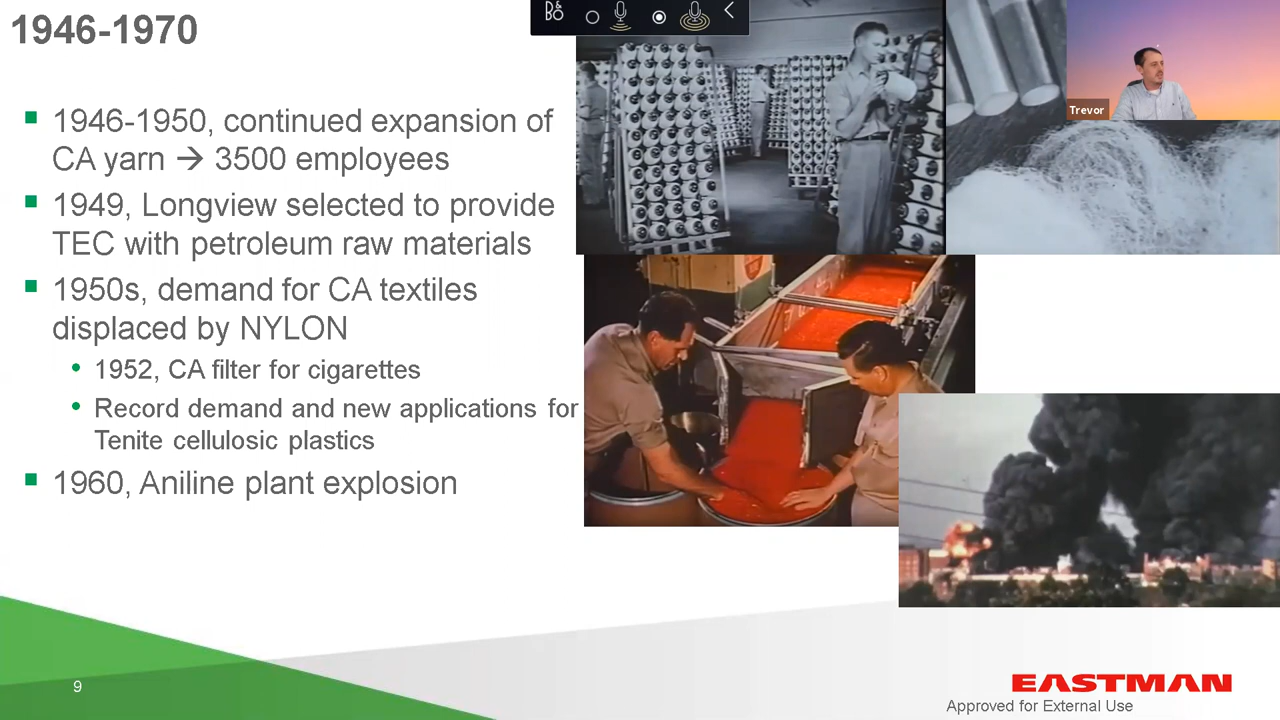 1946-1970
B&O
Trevor
1946-1950, continued expansion of
CA yarn → 3500 employees
1949, Longview selected to provide
TEC with petroleum raw materials
1950s, demand for CA textiles
displaced by NYLON
1952, CA filter for cigarettes
Record demand and new applications for
Tenite cellulosic plastics
1960, Aniline plant explosion
9
EASTMAN
Approved for External Use